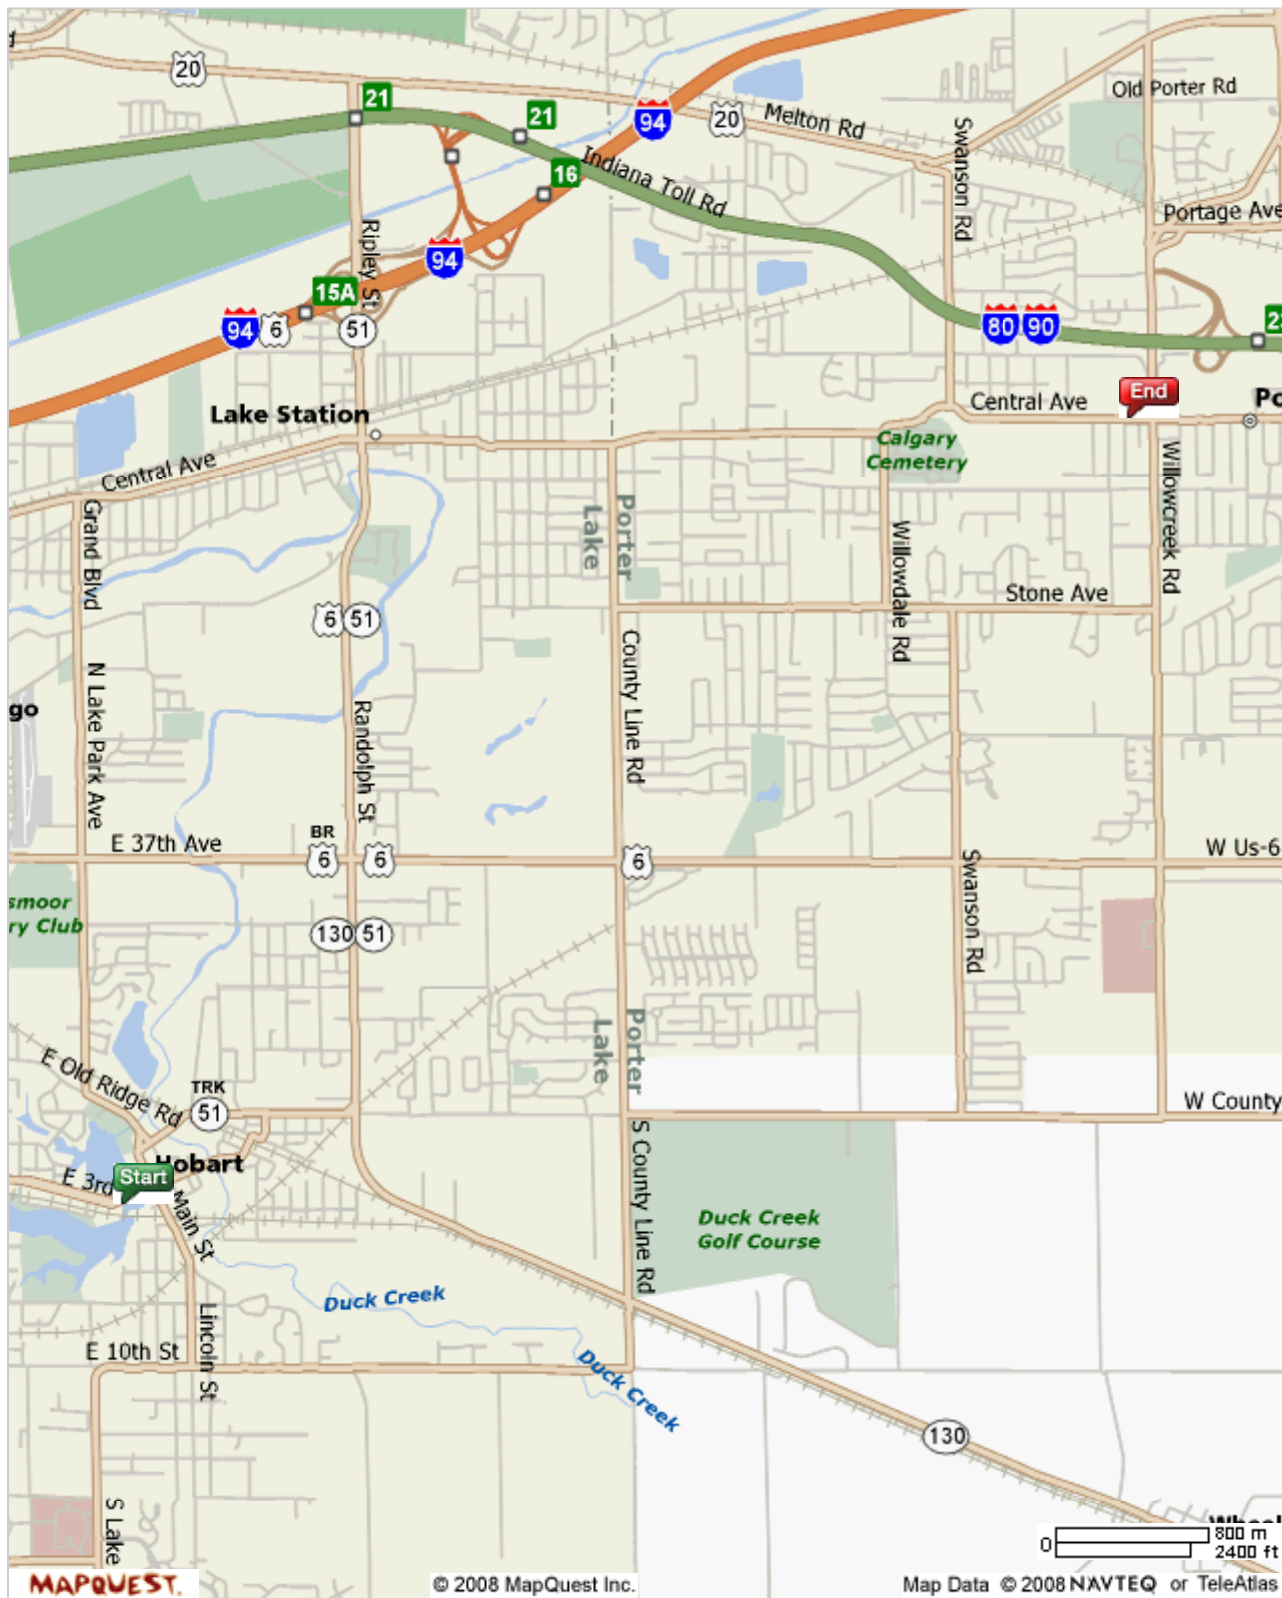 20
21
21
94
20
Melton Rd
Old Porter Rd
Swanson Rd
16
Indiana Toll Rd
Portage Ave
Ripley St
94
15A
94
6
51
80
90
End
Central Ave
Lake Station
Calgary
Cemetery
Central Ave
Grand Blvd
Porter
Lake
Willowdale Rd
Willowcreek Rd
Stone Ave
6
51
N Lake Park Ave
County Line Rd
go
Randolph St
BR
E 37th Ave
6
6
6
W Us-6
Swanson Rd
smoor
ry Club
130
51
Porter
Lake
E Old Ridge Rd
TRK
51
W County
Hobart
Start
E 3rd
Main St
S County Line Rd
Duck Creek
Golf Course
Duck Creek
Lincoln St
E 10th St
Duck Creek
130
S Lake
0
800 m
2400 ft
MAPQUEST.
© 2008 MapQuest Inc.
Map Data © 2008 NAVTEQ or TeleAtlas